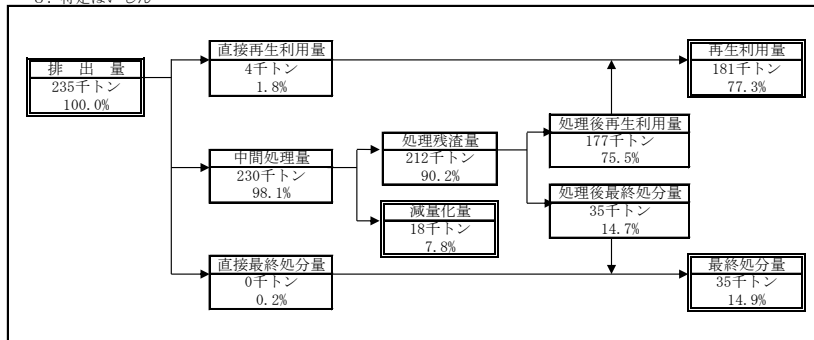 排 出 量
235千トン
100.0%
直接再生利用量
4千トン
1.8%
再生利用量
181千トン
77.3%
中間処理量
230千トン
98.1%
処理残渣量
212千トン
90.2%
処理後再生利用量
177千トン
75.5%
減量化量
18千トン
7.8%
処理後最終処分量
35千トン
14.7%
直接最終処分量
0千トン
0.2%
最終処分量
35千トン
14.9%